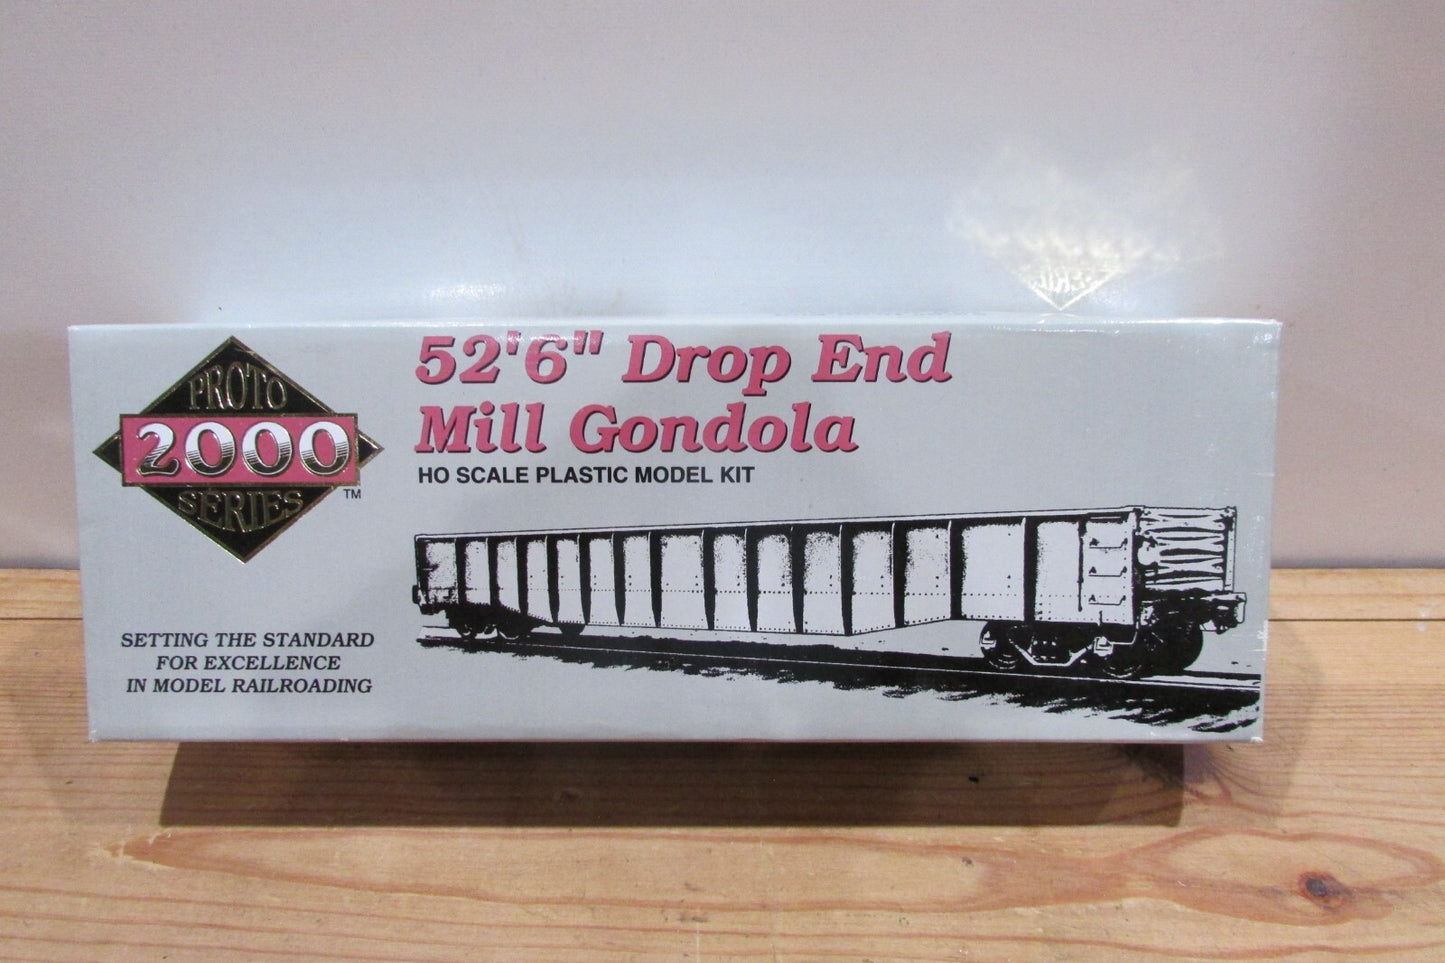 PROTO
2000
SERIES
TM
52'6" Drop End
Mill Gondola
HO SCALE PLASTIC MODEL KIT
SETTING THE STANDARD
FOR EXCELLENCE
IN MODEL RAILROADING